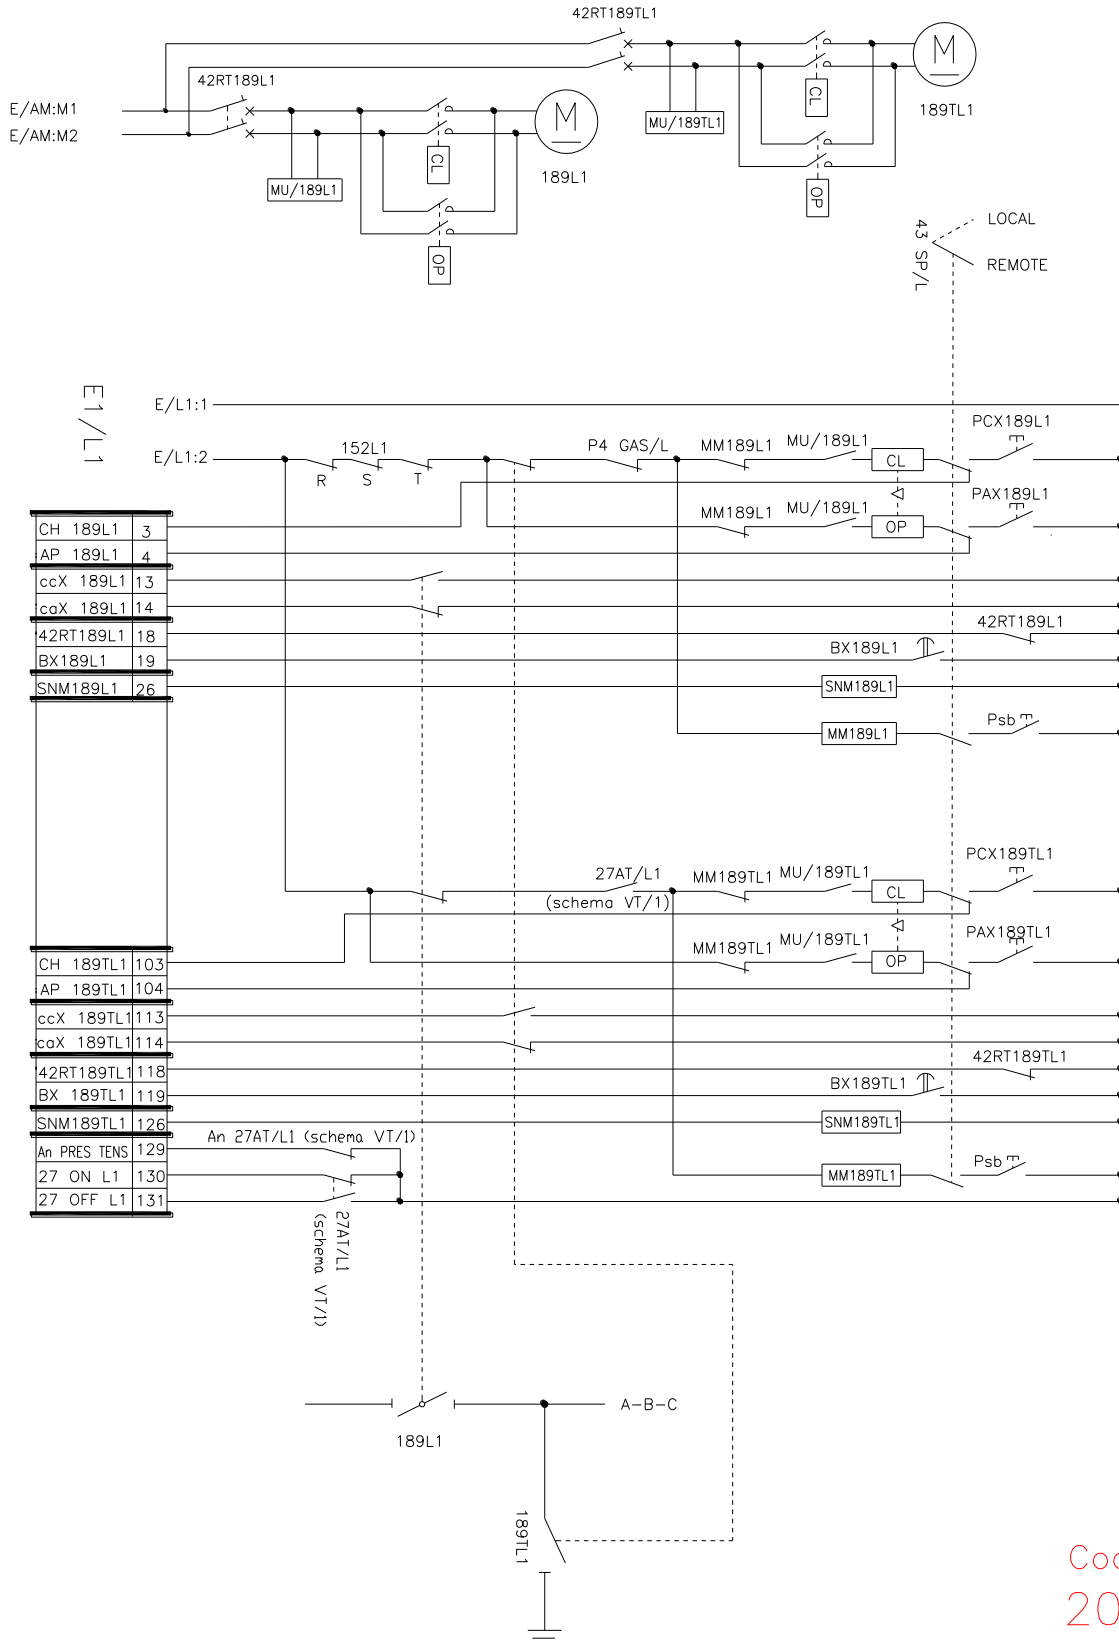 42RT189TL1
M
42RT189L1
CL
189TL1
E/AM:M1
M
MU/189TL1
E/AM:M2
CL
189L1
MU/189L1
OP
LOCAL
43 SP/L
REMOTE
OP
E1/L1
E/L1:1
PCX189L1
152L1
P4 GAS/L
MM189L1
MU/189L1
E/L1:2
CL
R S T
PAX189L1
MM189L1
MU/189L1
CH 189L1 3
OP
AP 189L1 4
ccX 189L1 13
caX 189L1 14
42RT189L1 18
42RT189L1
BX189L1 19
BX189L1
SNM189L1 26
SNM189L1
Psb
MM189L1
PCX189TL1
27AT/L1
MM189TL1
MU/189TL1
CL
(schema VT/1)
PAX189TL1
MM189TL1
MU/189TL1
CH 189TL1 103
OP
AP 189TL1 104
ccX 189TL1 113
caX 189TL1 114
42RT189TL1 118
42RT189TL1
BX 189TL1 119
BX189TL1
SNM189TL1 126
SNM189TL1
An 27AT/L1 (schema VT/1)
An PRES TENS 129
27 ON L1 130
Psb
MM189TL1
27 OFF L1 131
27AT/L1
(schema VT/1)
A-B-C
189L1
189TL1
Coc
20